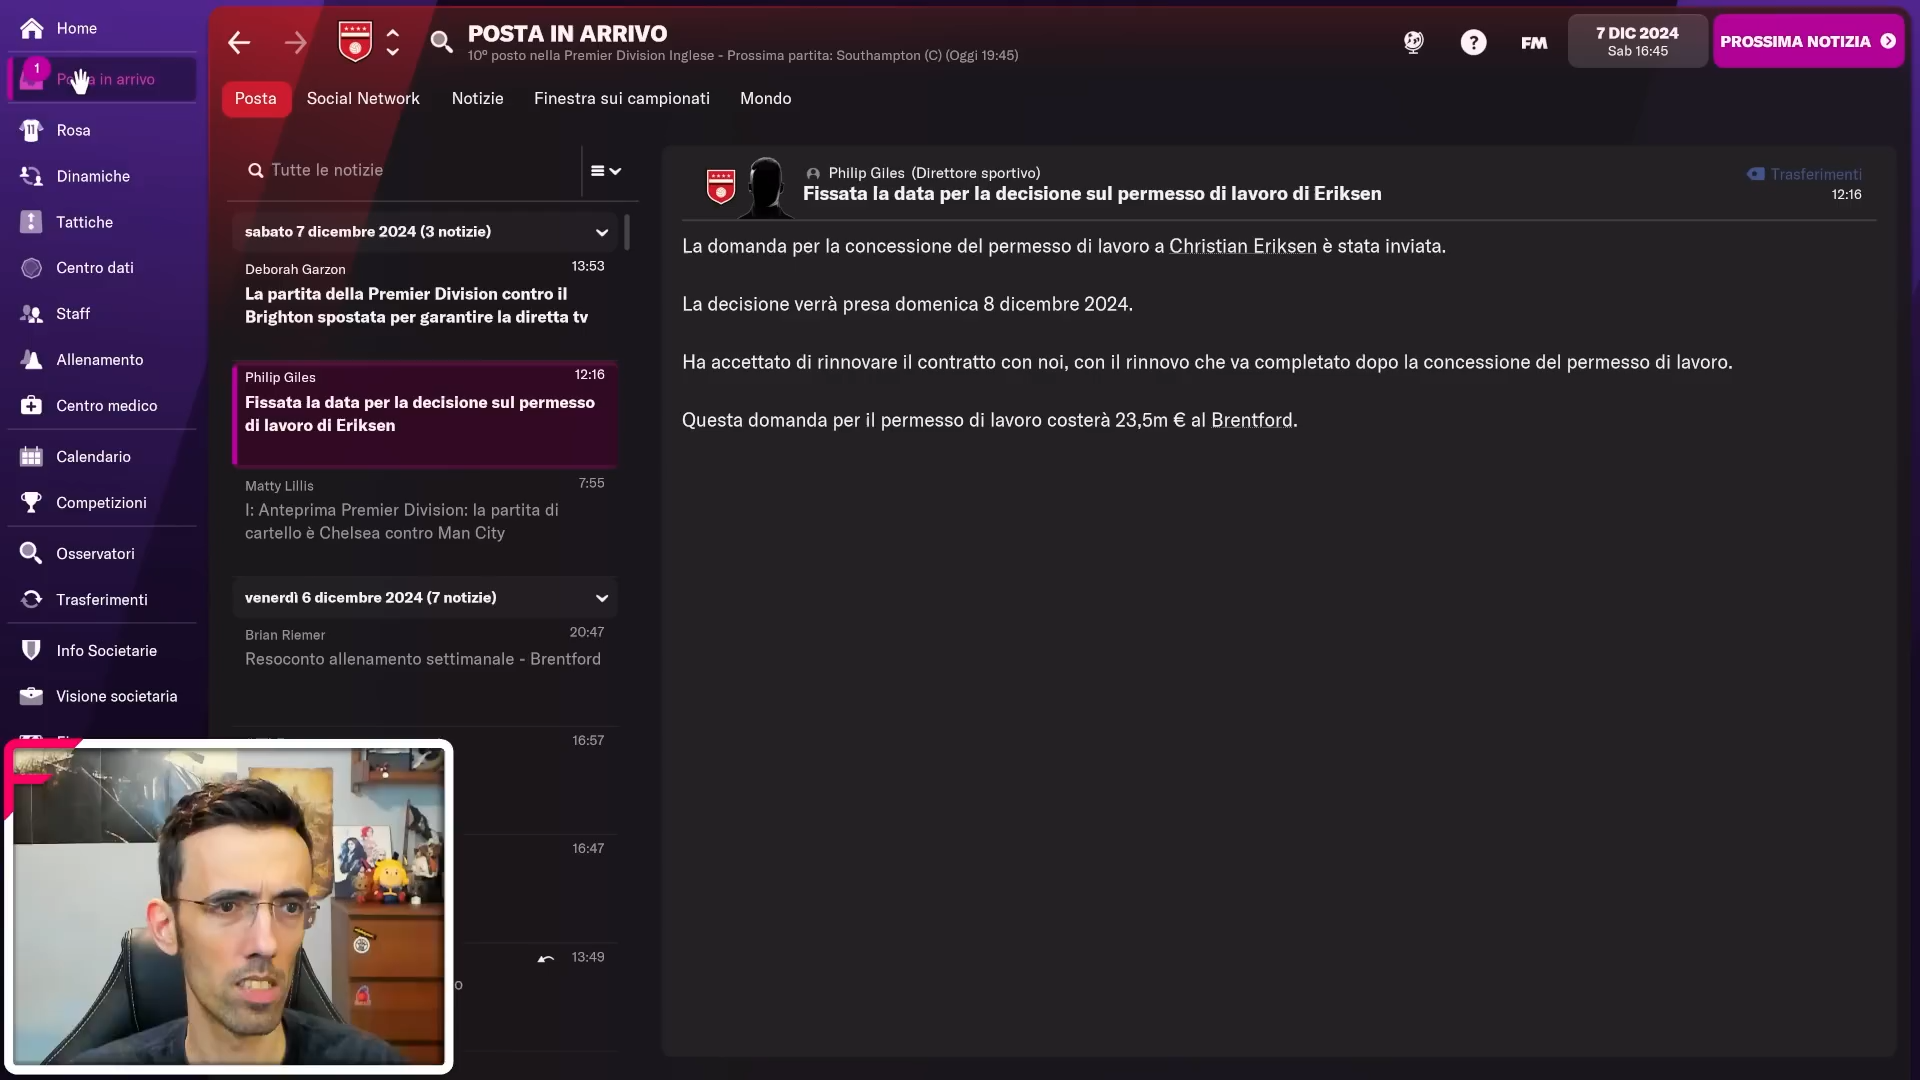 Home
1
Posta in arrivo
Rosa
Dinamiche
Tattiche
Centro dati
Staff
Allenamento
Centro medico
Calendario
Competizioni
Osservatori
Trasferimenti
Info Societarie
Visione societaria
POSTA IN ARRIVO
10º posto nella Premier Division Inglese - Prossima partita: Southampton (C) (Oggi 19:45)
?
FM
7 DIC 2024
Sab 16:45
PROSSIMA NOTIZIA
Posta
Social Network
Notizie
Finestra sui campionati
Mondo
Tutte le notizie
sabato 7 dicembre 2024 (3 notizie)
Deborah Garzon
13:53
La partita della Premier Division contro il
Brighton spostata per garantire la diretta tv
Philip Giles
12:16
Fissata la data per la decisione sul permesso
di lavoro di Eriksen
Matty Lillis
7:55
I: Anteprima Premier Division: la partita di
cartello è Chelsea contro Man City
venerdì 6 dicembre 2024 (7 notizie)
Brian Riemer
20:47
Resoconto allenamento settimanale - Brentford
16:57
16:47
13:49
o
Philip Giles (Direttore sportivo)
Fissata la data per la decisione sul permesso di lavoro di Eriksen
Trasferimenti
12:16
La domanda per la concessione del permesso di lavoro a Christian Eriksen è stata inviata.
La decisione verrà presa domenica 8 dicembre 2024.
Ha accettato di rinnovare il contratto con noi, con il rinnovo che va completato dopo la concessione del permesso di lavoro.
Questa domanda per il permesso di lavoro costerà 23,5m € al Brentford.